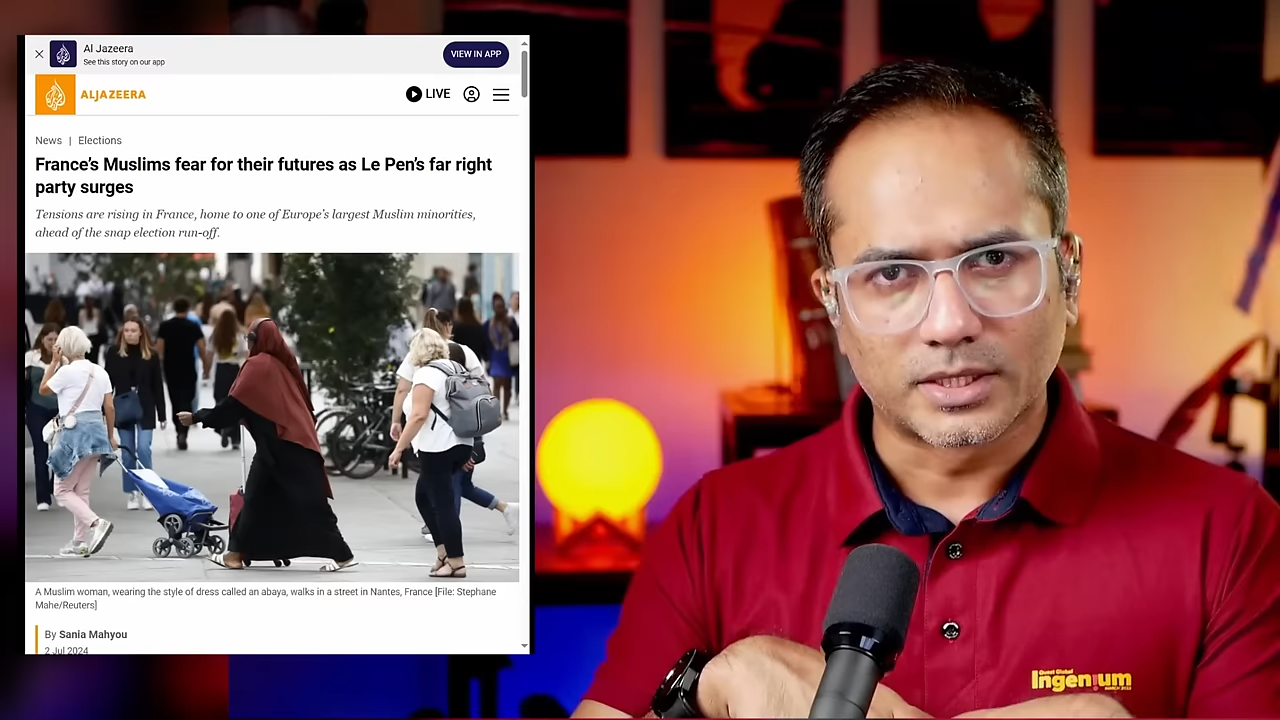 Al Jazeera
See this story on our app
VIEW IN APP
ALJAZEERA
LIVE
News | Elections
France's Muslims fear for their futures as Le Pen's far right
party surges
Tensions are rising in France, home to one of Europe's largest Muslim minorities,
ahead of the snap election run-off.
A Muslim woman, wearing the style of dress called an abaya, walks in a street in Nantes, France [File: Stephane
Mahe/Reuters]
By Sania Mahyou
2 Jul 2024
Quest Global
Ingenium